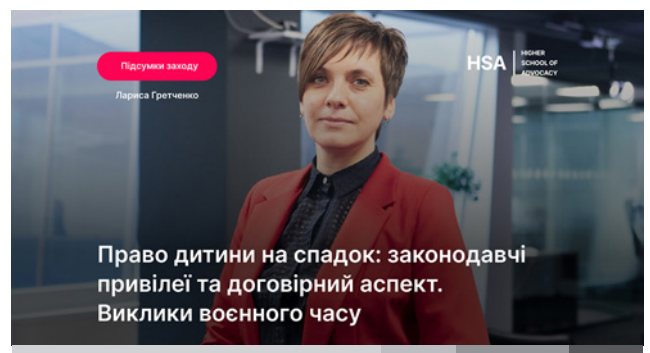 Підсумки заходу
Лариса Гретченко
HSA
HIGHER
SCHOOL OF
ADVOCACY
Право дитини на спадок: законодавчі
привілеї та договірний аспект.
Виклики воєнного часу